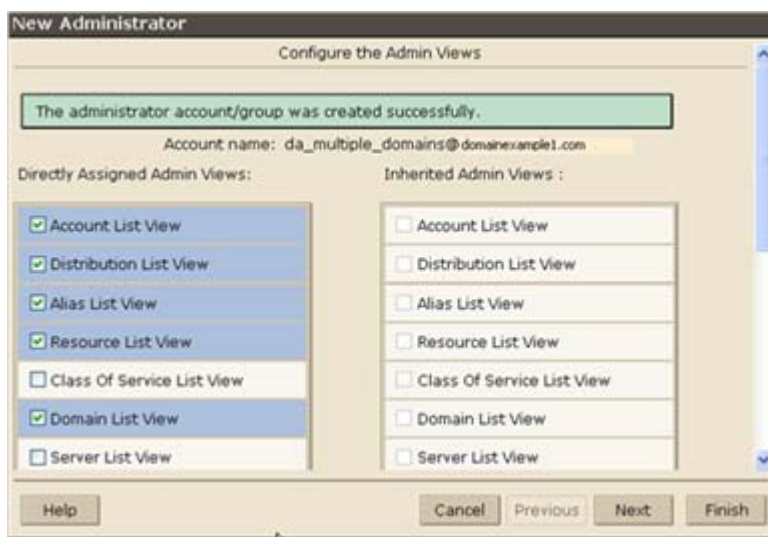 New Administrator
Configure the Admin Views
The administrator account/group was created successfully.
Account name: da_multiple_domains@domainexample1.com
Directly Assigned Admin Views:
Inherited Admin Views :
Account List View
Account List View
Distribution List View
Distribution List View
Alias List View
Alias List View
Resource List View
Resource List View
Class Of Service List View
Class Of Service List View
Domain List View
Domain List View
Server List View
Server List View
Help
Cancel
Previous
Next
Finish